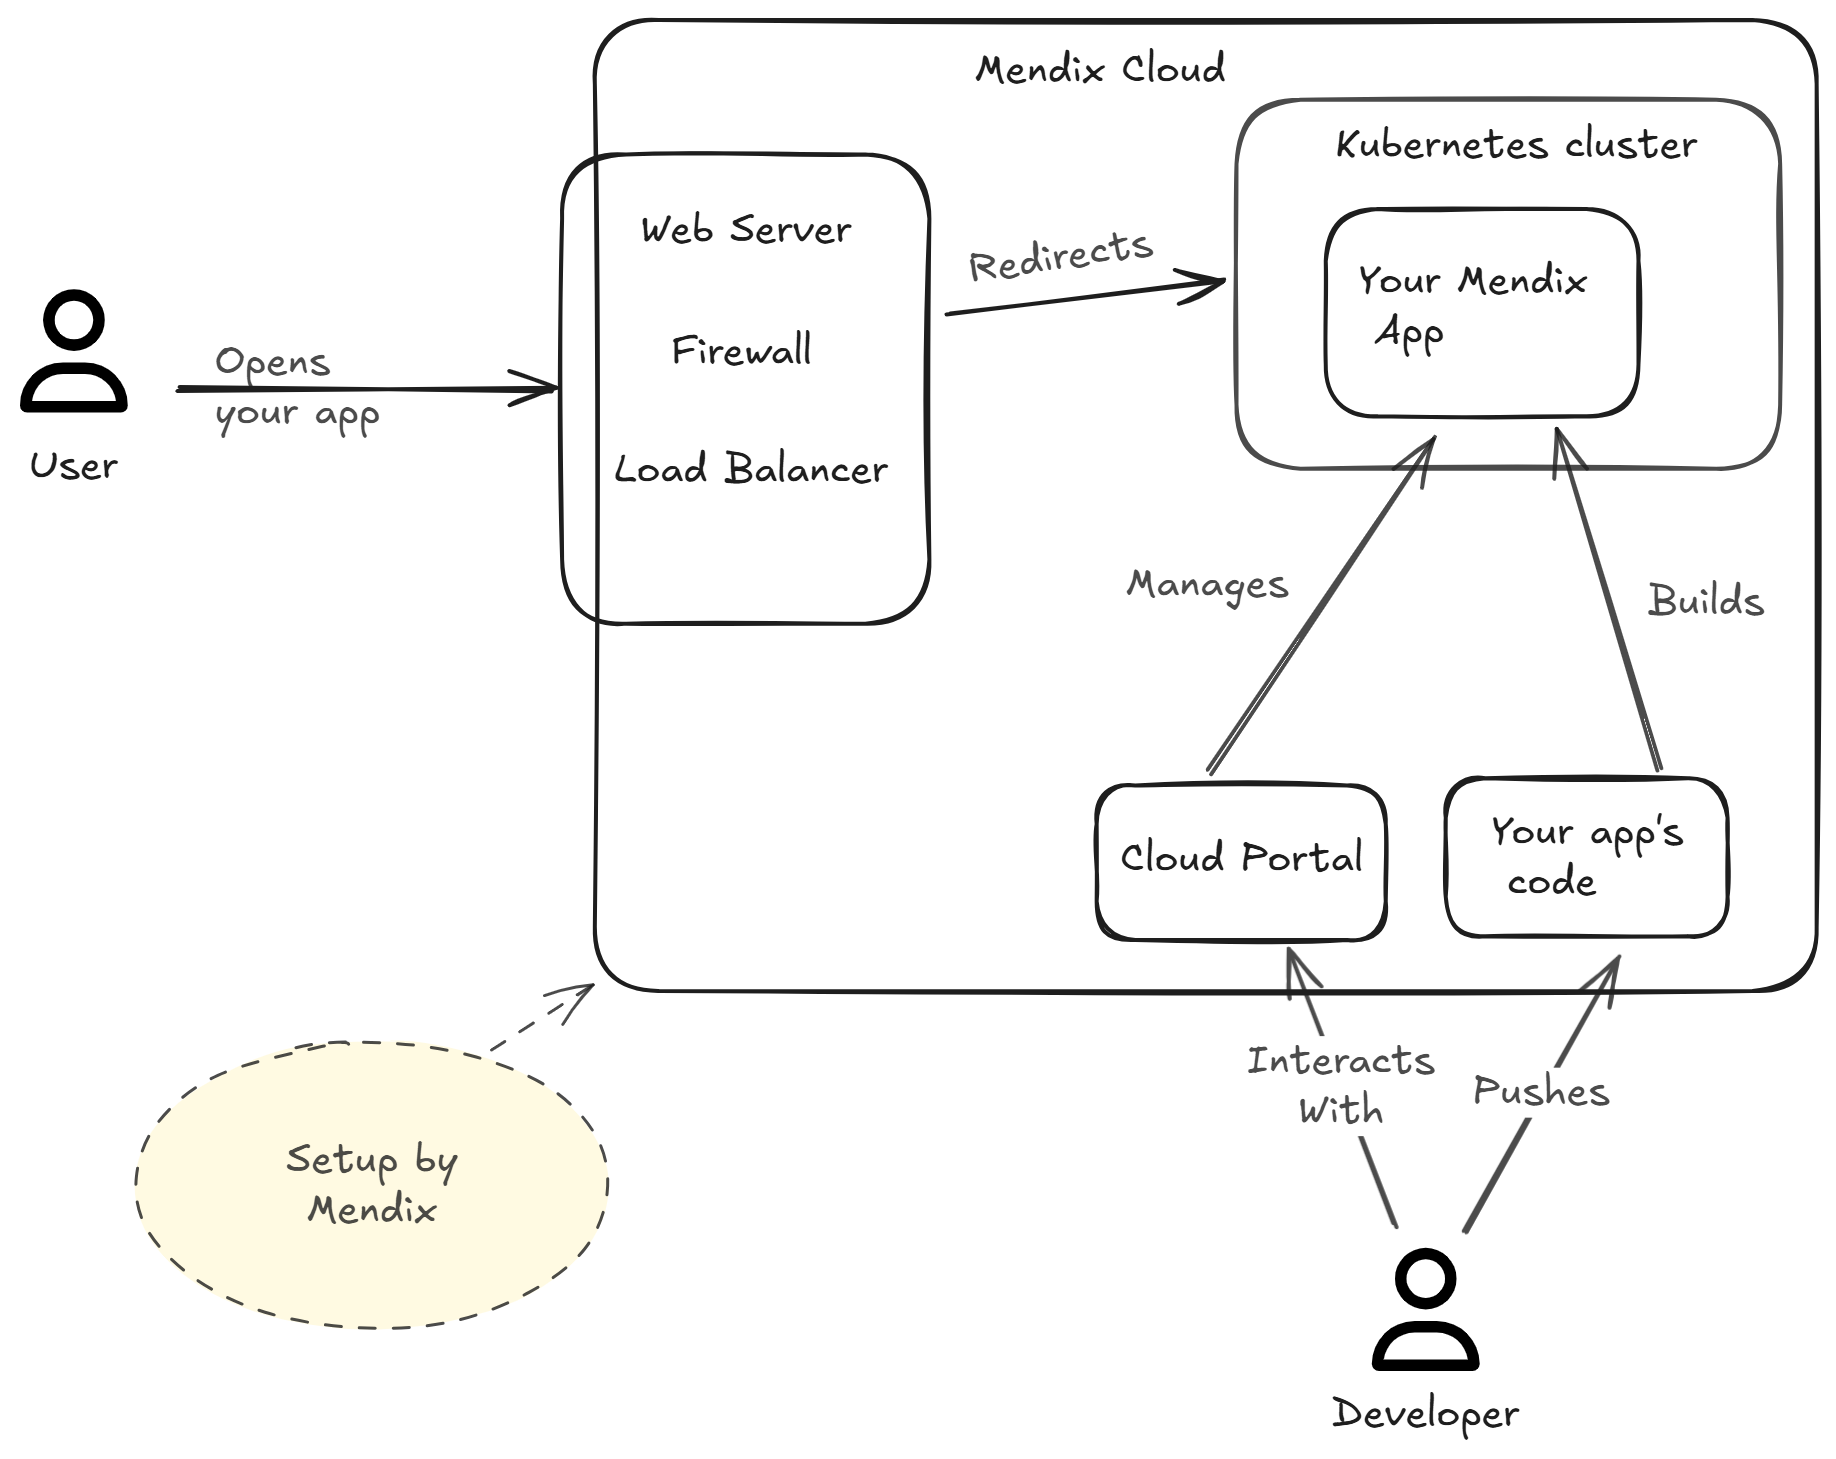 Mendix Cloud
Kubernetes cluster
Web Server
Firewall
Load Balancer
Redirects
Your Mendix
App
Opens
your app
User
Manages
Builds
Cloud Portal
Your app's
code
Interacts
With
Pushes
Setup by
Mendix
Developer